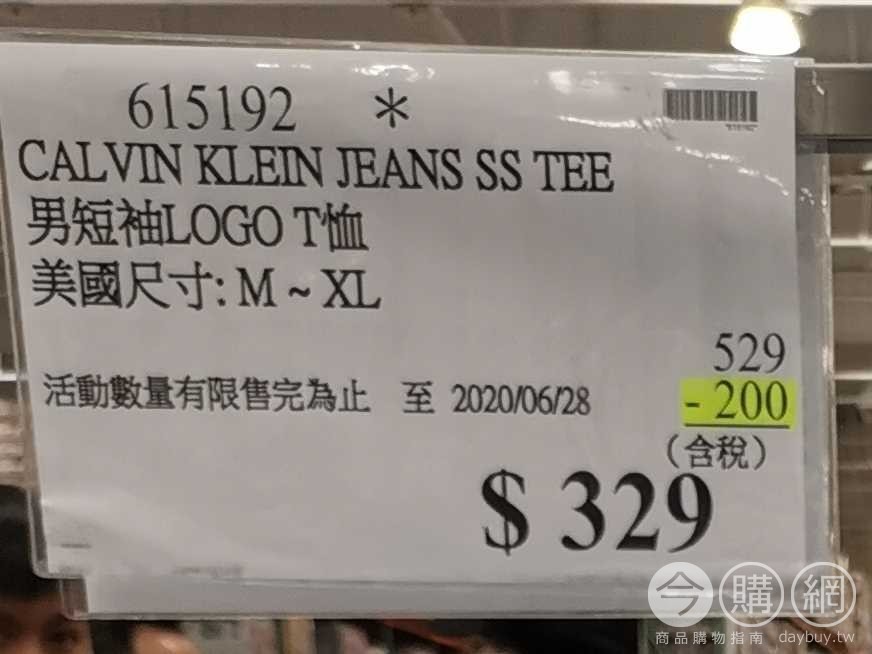 615192 *
CALVIN KLEIN JEANS SS TEE
男短袖LOGO T恤
美國尺寸: M ~ XL
529
活動數量有限售完為止 至 2020/06/28 - 200
(含稅)
$ 329
今購網
商品購物指南 daybuy.tw